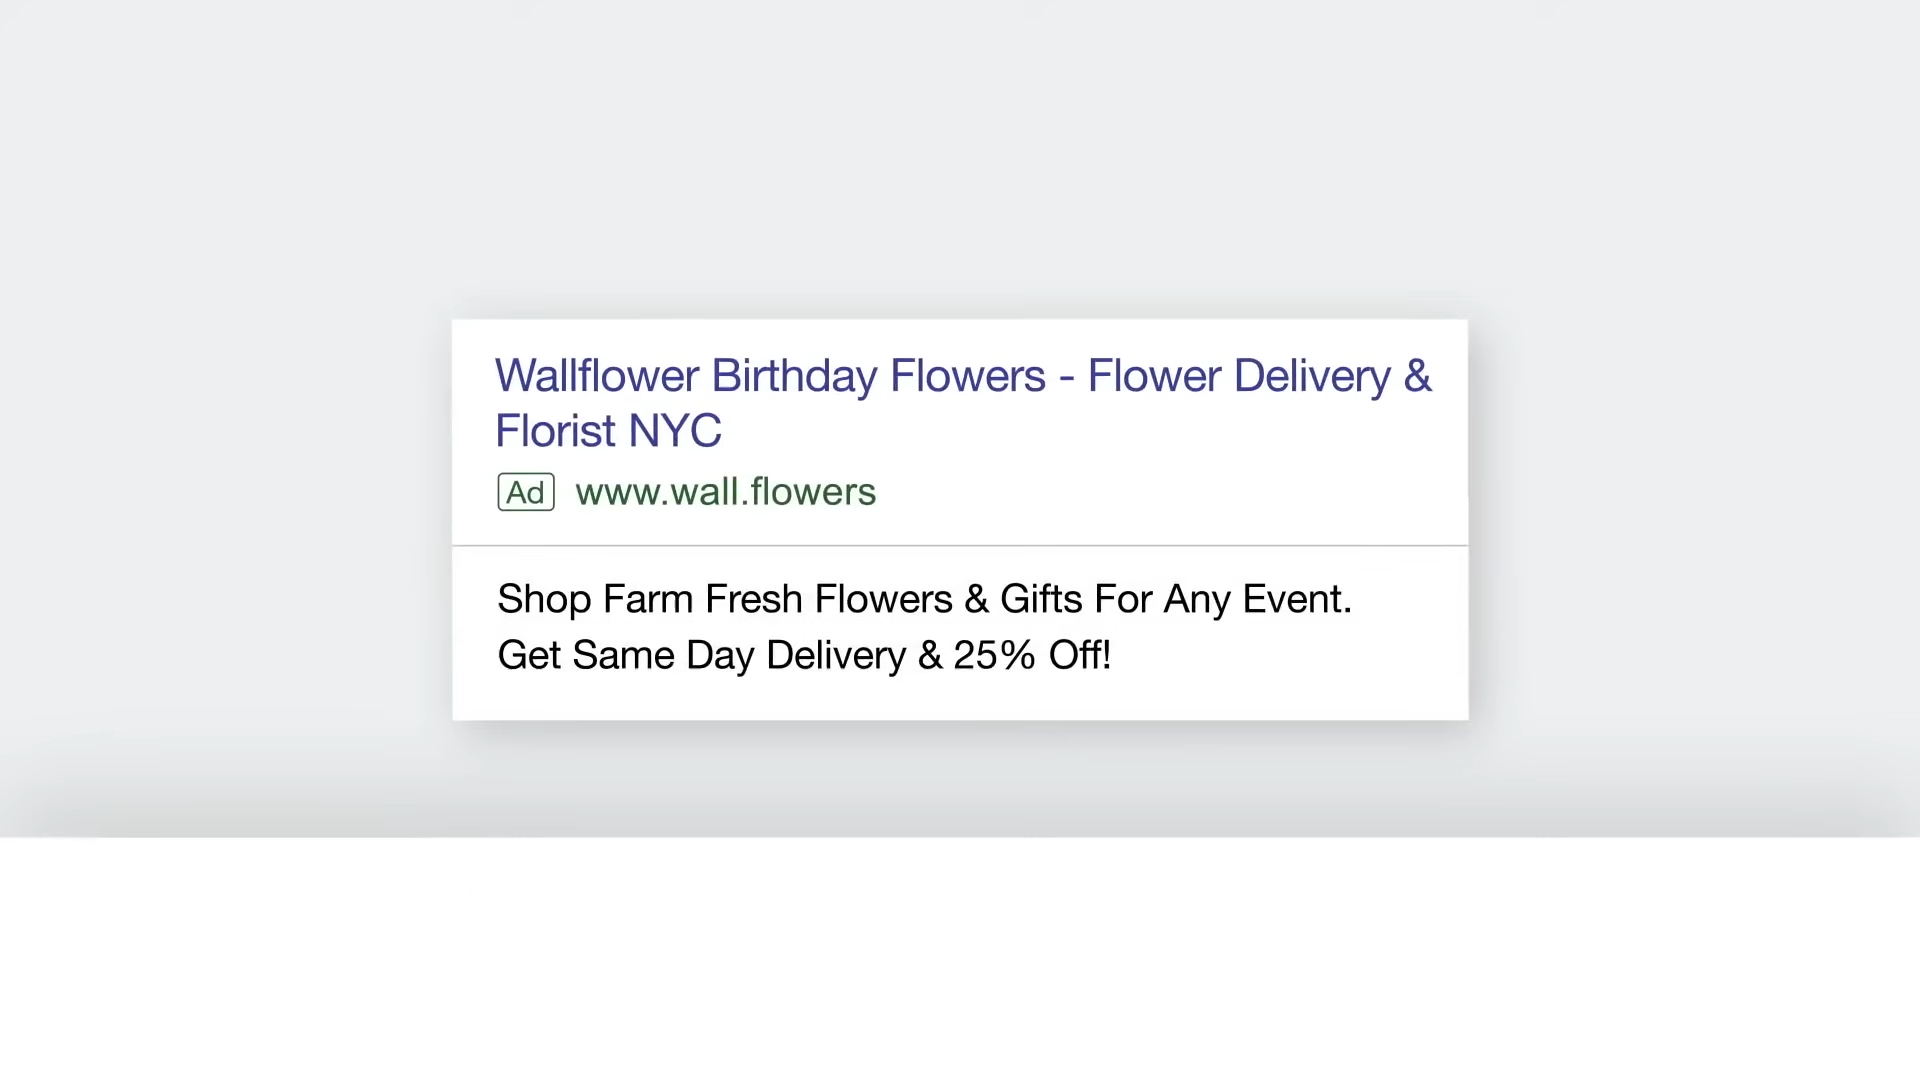 Wallflower Birthday Flowers - Flower Delivery &
Florist NYC
Ad www.wall.flowers
Shop Farm Fresh Flowers & Gifts For Any Event.
Get Same Day Delivery & 25% Off!